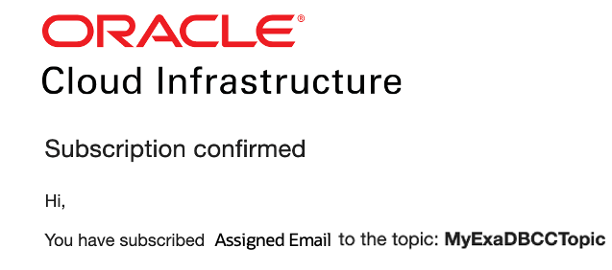 ORACLE®
Cloud Infrastructure
Subscription confirmed
Hi,
You have subscribed Assigned Email to the topic: MyExaDBCCTopic